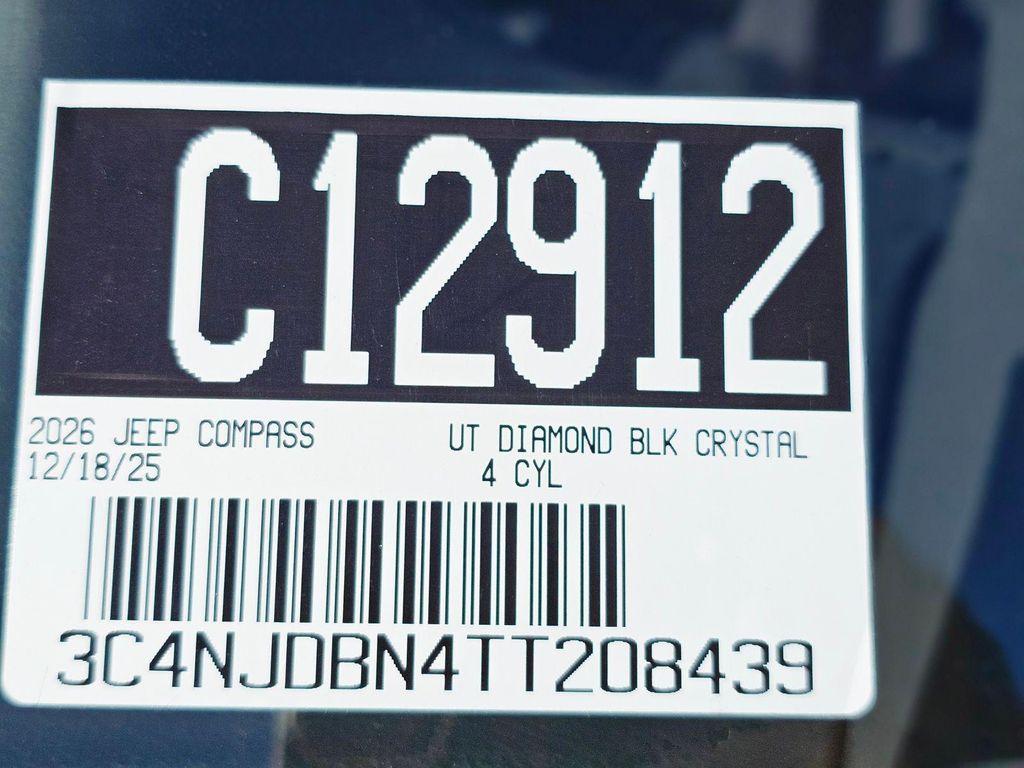 C12912
2026 JEEP COMPASS UT DIAMOND BLK CRYSTAL
12/18/25 4 CYL
3C4NJDBN4TT208439